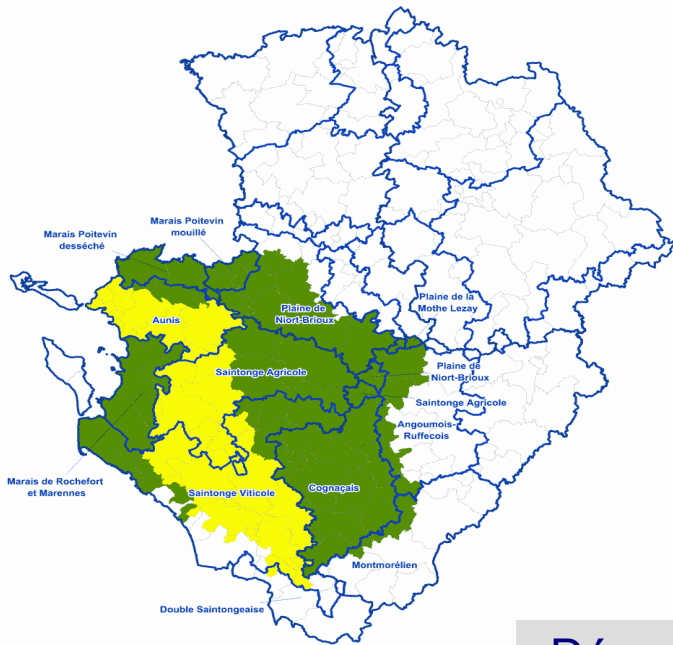 Marais Poitevin
desséché
Marais Poitevin
mouillé
Aunis
Plaine de
Niort-Brioux
Plaine de la
Mothe Lezay
Saintonge Agricole
Plaine de
Niort-Brioux
Saintonge Agricole
Angoumois-
Ruffecois
Marais de Rochefort
et Marennes
Saintonge Viticole
Cognaçais
Montmorélien
Double Saintongeaise